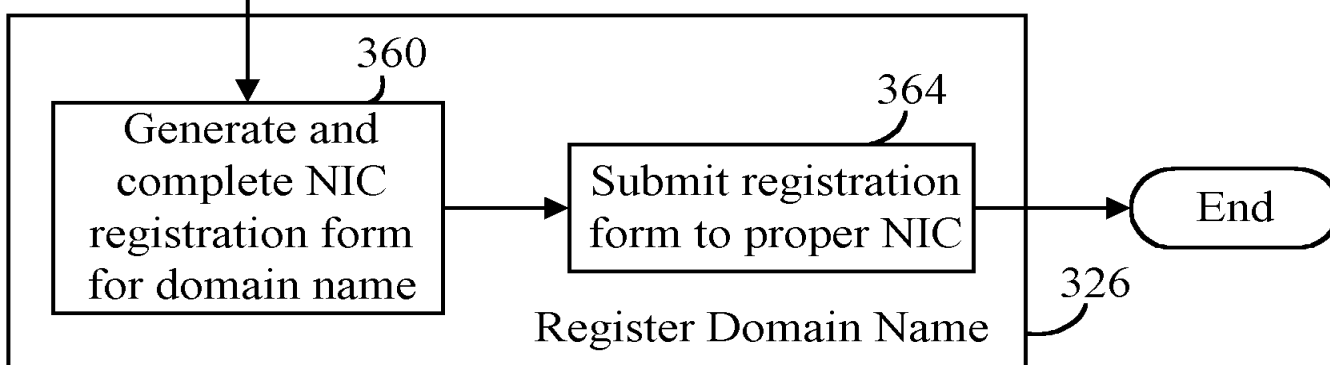 360
Generate and
complete NIC
registration form
for domain name
364
Submit registration
form to proper NIC
End
326
Register Domain Name